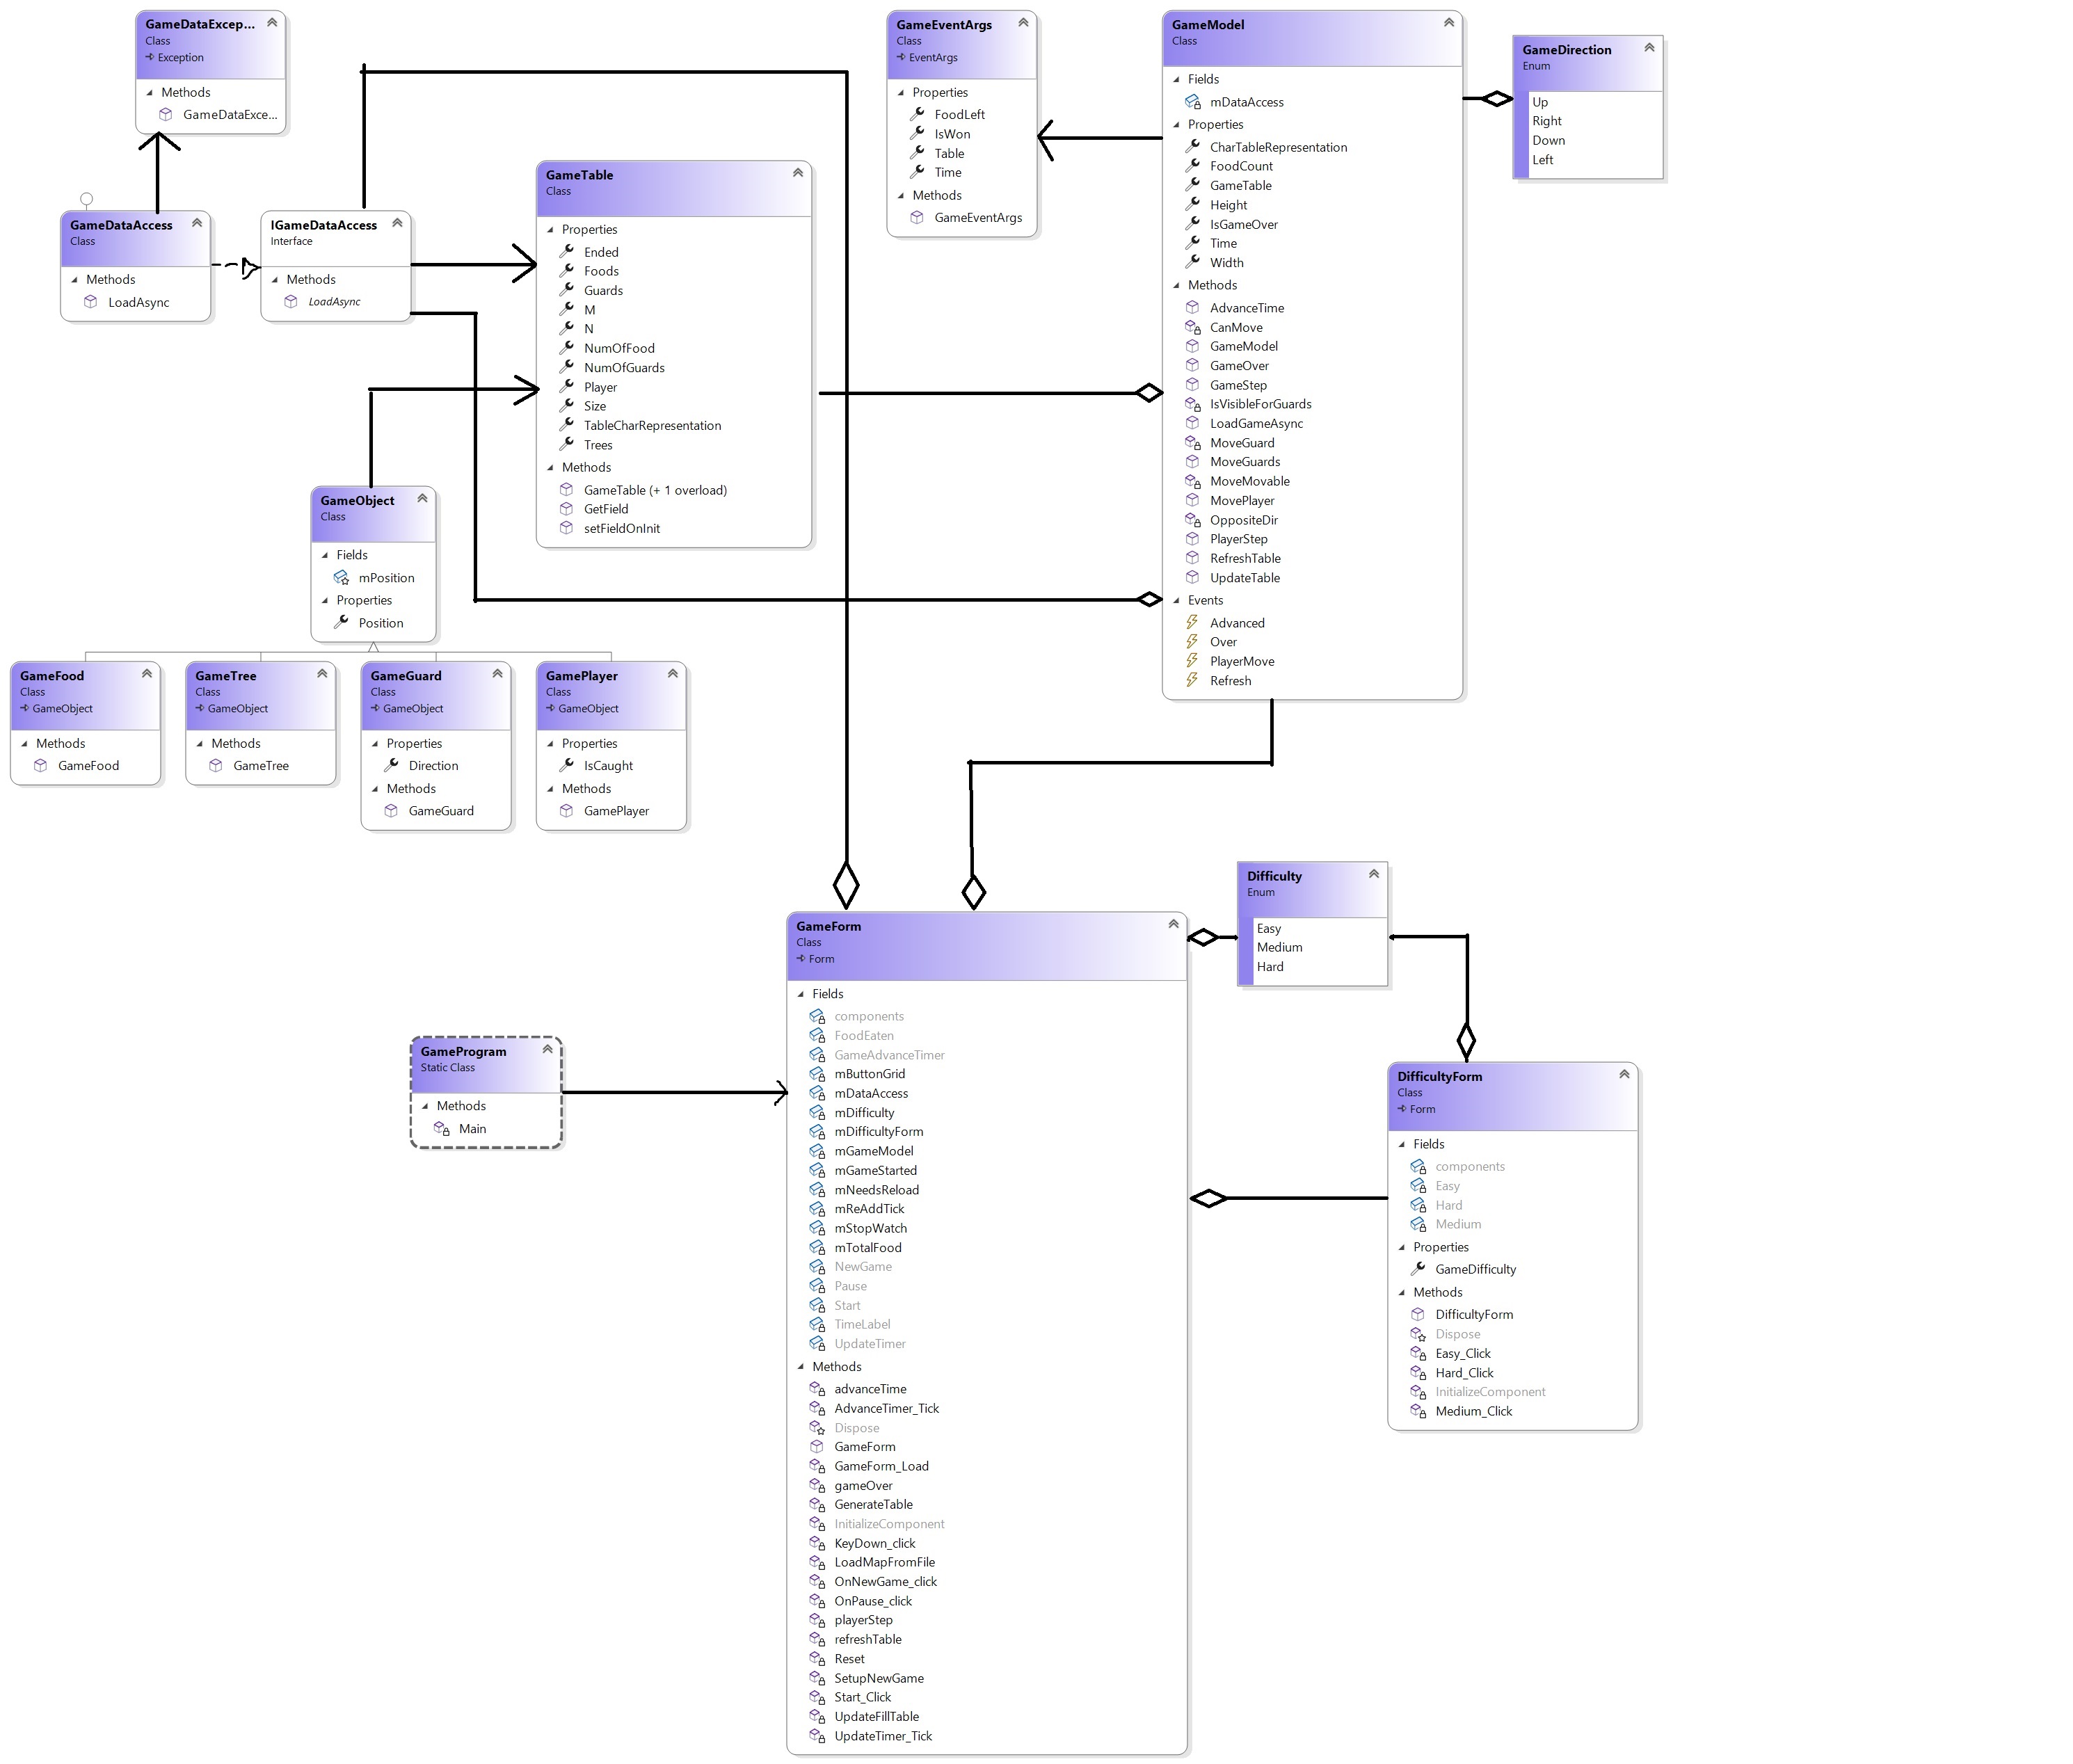 GameDataExcep...
Class
Exception
Methods
GameDataExce...
GameEventArgs
Class
EventArgs
Properties
FoodLeft
IsWon
Table
Time
Methods
GameEventArgs
GameModel
Class
Fields
mDataAccess
Properties
CharTableRepresentation
FoodCount
GameTable
Height
IsGameOver
Time
Width
Methods
AdvanceTime
CanMove
GameModel
GameOver
GameStep
IsVisibleForGuards
LoadGameAsync
MoveGuard
MoveGuards
MoveMovable
MovePlayer
OppositeDir
PlayerStep
RefreshTable
UpdateTable
Events
Advanced
Over
PlayerMove
Refresh
GameDirection
Enum
Up
Right
Down
Left
GameTable
Class
Properties
Ended
Foods
Guards
M
N
NumOfFood
NumOfGuards
Player
Size
TableCharRepresentation
Trees
Methods
GameTable (+ 1 overload)
GetField
setFieldOnInit
GameDataAccess
Class
Methods
LoadAsync
IGameDataAccess
Interface
Methods
LoadAsync
GameObject
Class
Fields
mPosition
Properties
Position
GameFood
Class
GameObject
Methods
GameFood
GameTree
Class
GameObject
Methods
GameTree
GameGuard
Class
GameObject
Properties
Direction
Methods
GameGuard
GamePlayer
Class
GameObject
Properties
IsCaught
Methods
GamePlayer
Difficulty
Enum
Easy
Medium
Hard
GameForm
Class
Form
Fields
components
FoodEaten
GameAdvanceTimer
mButtonGrid
mDataAccess
mDifficulty
mDifficultyForm
mGameModel
mGameStarted
mNeedsReload
mReAddTick
mStopWatch
mTotalFood
NewGame
Pause
Start
TimeLabel
UpdateTimer
Methods
advanceTime
AdvanceTimer_Tick
Dispose
GameForm
GameForm_Load
gameOver
GenerateTable
InitializeComponent
KeyDown_click
LoadMapFromFile
OnNewGame_click
OnPause_click
playerStep
refreshTable
Reset
SetupNewGame
Start_Click
UpdateFillTable
UpdateTimer_Tick
GameProgram
Static Class
Methods
Main
DifficultyForm
Class
Form
Fields
components
Easy
Hard
Medium
Properties
GameDifficulty
Methods
DifficultyForm
Dispose
Easy_Click
Hard_Click
InitializeComponent
Medium_Click